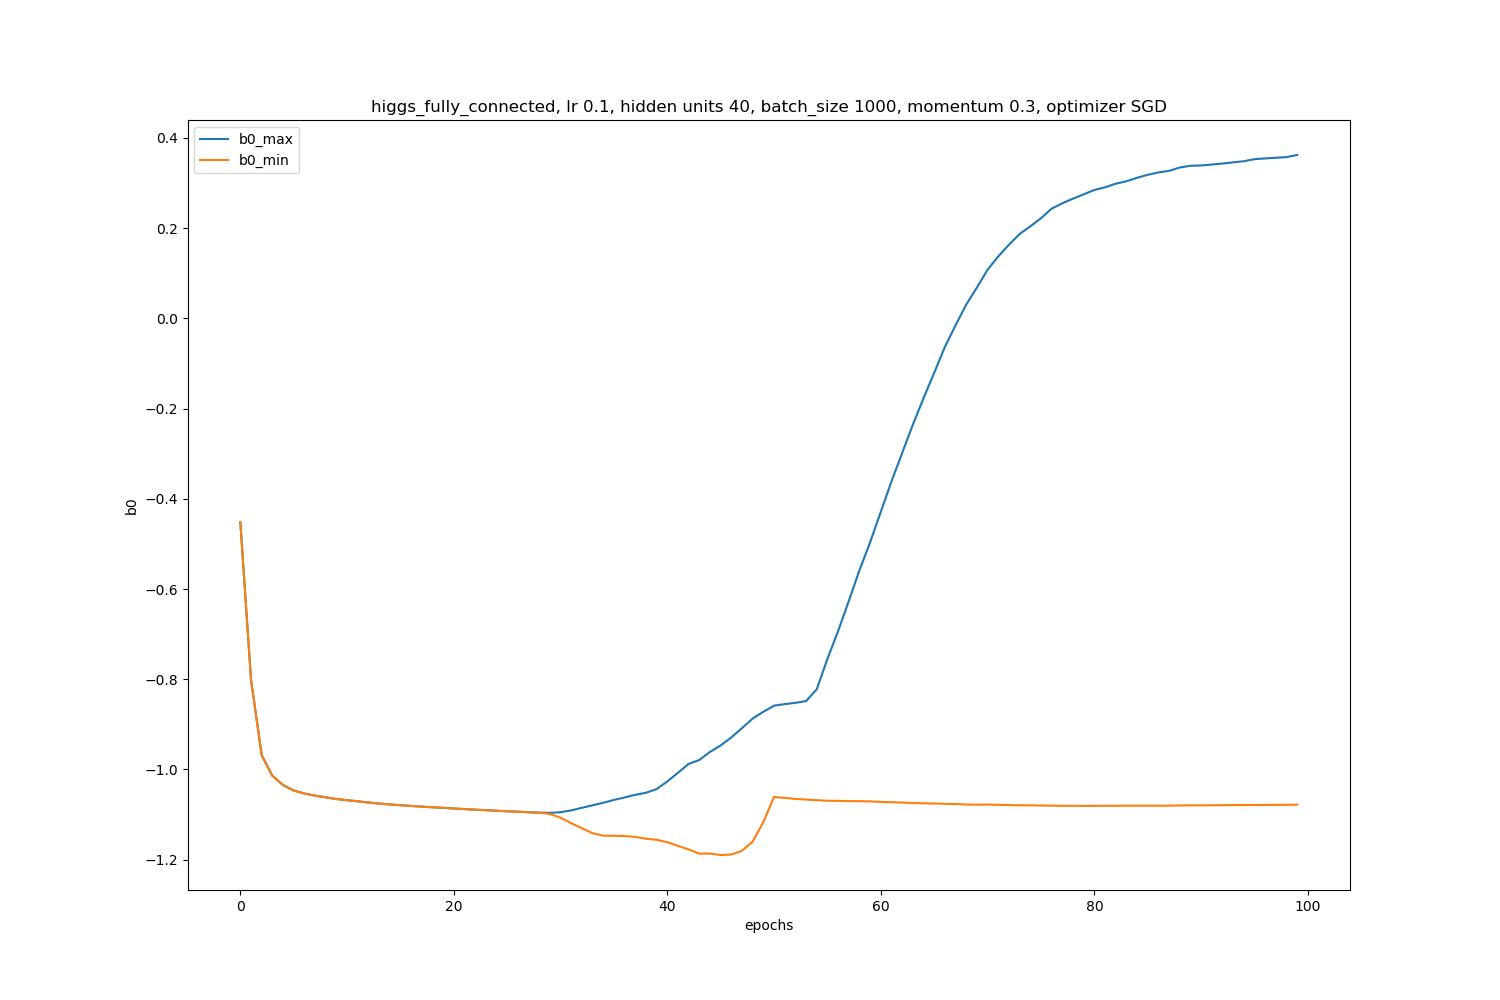 higgs_fully_connected, lr 0.1, hidden units 40, batch_size 1000, momentum 0.3, optimizer SGD
b0_max
b0_min
0.4
0.2
0.0
−0.2
−0.4
−0.6
−0.8
−1.0
−1.2
b0
0 20 40 60 80 100
epochs